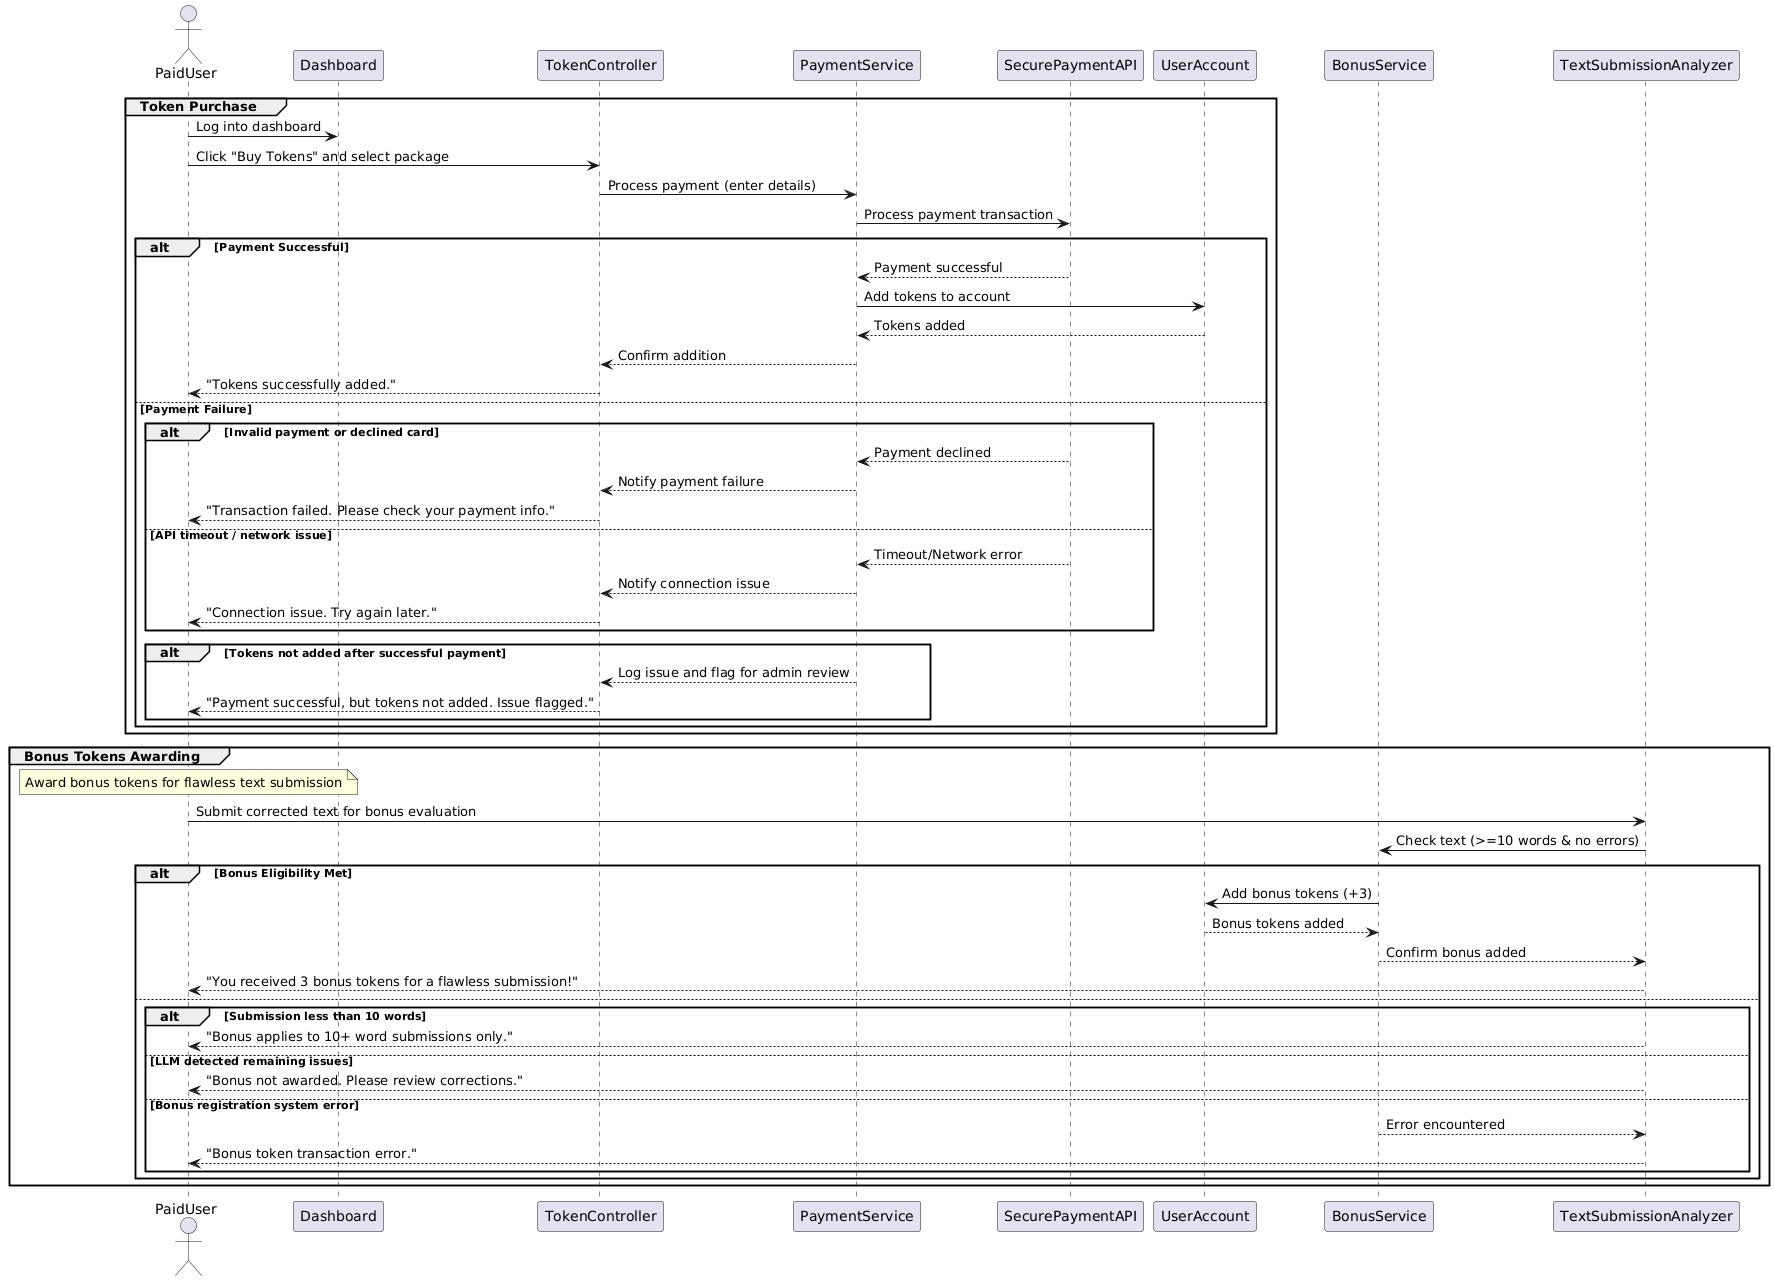 PaidUser
Dashboard
TokenController
PaymentService
SecurePaymentAPI
UserAccount
BonusService
TextSubmissionAnalyzer
Token Purchase
Log into dashboard
Click "Buy Tokens" and select package
Process payment (enter details)
Process payment transaction
alt
[Payment Successful]
Payment successful
Add tokens to account
Tokens added
Confirm addition
"Tokens successfully added."
[Payment Failure]
alt
[Invalid payment or declined card]
Payment declined
Notify payment failure
"Transaction failed. Please check your payment info."
[API timeout / network issue]
Timeout/Network error
Notify connection issue
"Connection issue. Try again later."
alt
[Tokens not added after successful payment]
Log issue and flag for admin review
"Payment successful, but tokens not added. Issue flagged."
Bonus Tokens Awarding
Award bonus tokens for flawless text submission
Submit corrected text for bonus evaluation
Check text (>=10 words & no errors)
alt
[Bonus Eligibility Met]
Add bonus tokens (+3)
Bonus tokens added
Confirm bonus added
"You received 3 bonus tokens for a flawless submission!"
alt
[Submission less than 10 words]
"Bonus applies to 10+ word submissions only."
[LLM detected remaining issues]
"Bonus not awarded. Please review corrections."
[Bonus registration system error]
Error encountered
"Bonus token transaction error."
PaidUser
Dashboard
TokenController
PaymentService
SecurePaymentAPI
UserAccount
BonusService
TextSubmissionAnalyzer